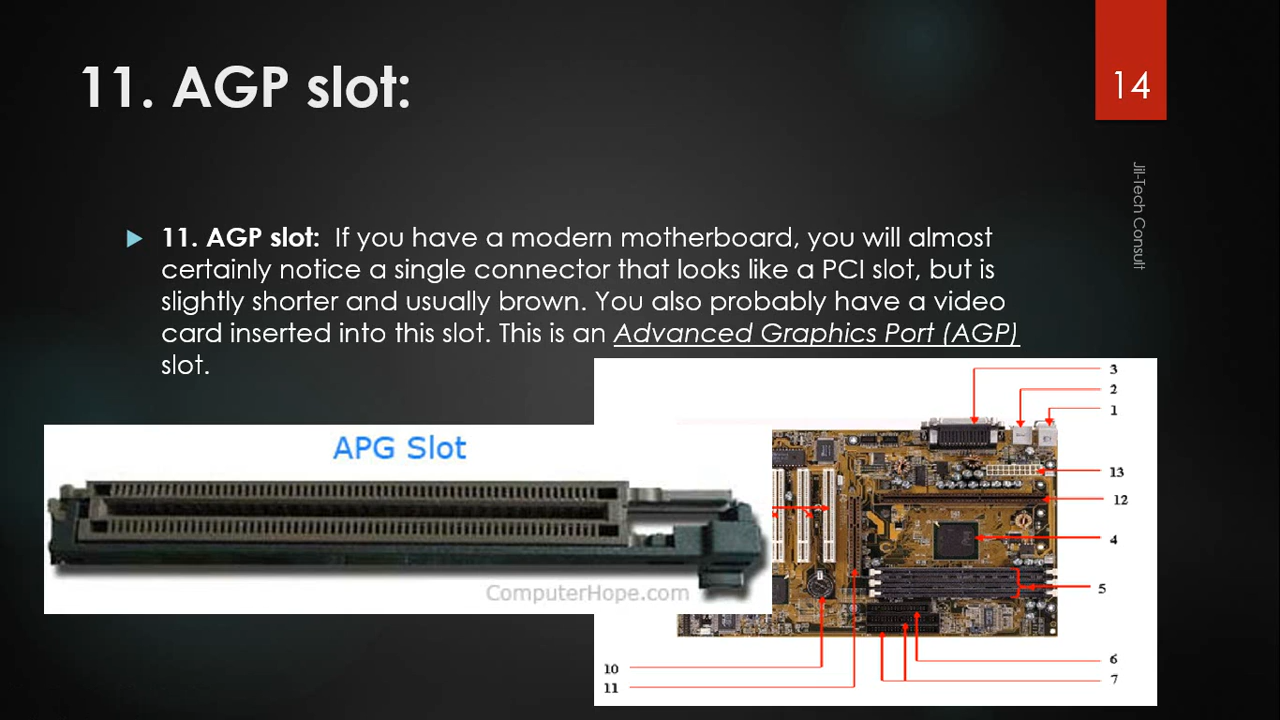 11. AGP slot:
14
Jil-Tech Consult
11. AGP slot: If you have a modern motherboard, you will almost
certainly notice a single connector that looks like a PCI slot, but is
slightly shorter and usually brown. You also probably have a video
card inserted into this slot. This is an Advanced Graphics Port (AGP)
slot.
APG Slot
ComputerHope.com
3
2
1
13
12
4
5
6
7
10
11